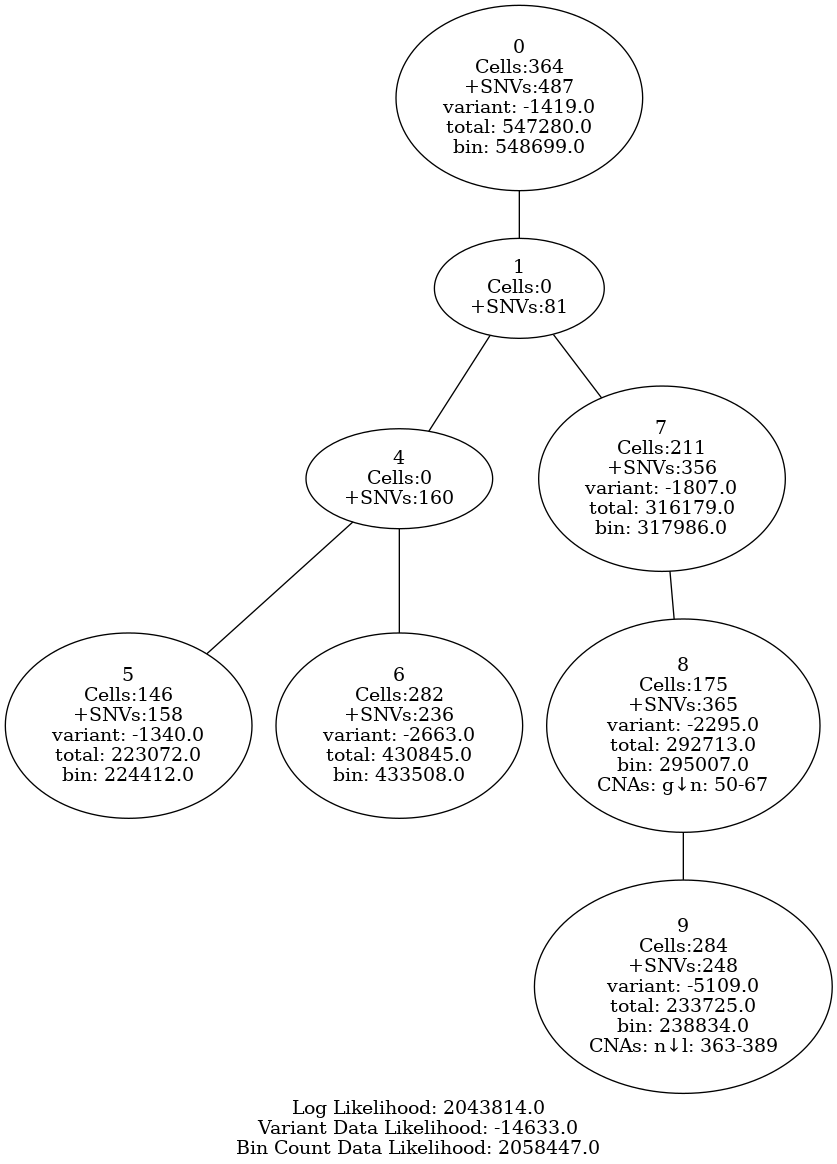 0
Cells:364
+SNVs:487
variant: -1419.0
total: 547280.0
bin: 548699.0
1
Cells:0
+SNVs:81
4
Cells:0
+SNVs:160
7
Cells:211
+SNVs:356
variant: -1807.0
total: 316179.0
bin: 317986.0
5
Cells:146
+SNVs:158
variant: -1340.0
total: 223072.0
bin: 224412.0
6
Cells:282
+SNVs:236
variant: -2663.0
total: 430845.0
bin: 433508.0
8
Cells:175
+SNVs:365
variant: -2295.0
total: 292713.0
bin: 295007.0
CNAs: g↓n: 50-67
9
Cells:284
+SNVs:248
variant: -5109.0
total: 233725.0
bin: 238834.0
CNAs: n↓l: 363-389
Log Likelihood: 2043814.0
Variant Data Likelihood: -14633.0
Bin Count Data Likelihood: 2058447.0